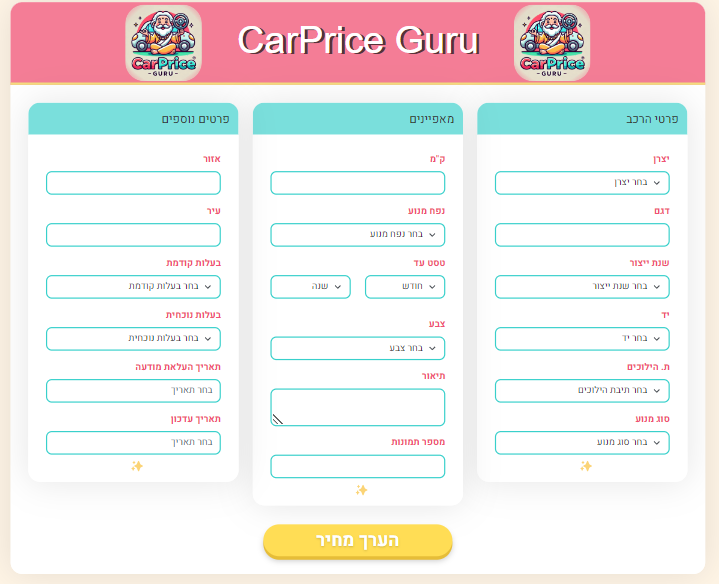 CarPrice
-GURU-
CarPrice Guru
CarPrice
-GURU-
פרטי הרכב
יצרן
בחר יצרן
דגם
שנת ייצור
בחר שנת ייצור
יד
בחר יד
ת. הילוכים
בחר תיבת הילוכים
סוג מנוע
בחר סוג מנוע
מאפיינים
ק"מ
נפח מנוע
בחר נפח מנוע
טסט עד
חודש שנה
צבע
בחר צבע
תיאור
מספר תמונות
פרטים נוספים
אזור
עיר
בעלות קודמת
בחר בעלות קודמת
בעלות נוכחית
בחר בעלות נוכחית
תאריך העלאת מודעה
בחר תאריך
תאריך עדכון
בחר תאריך
הערך מחיר